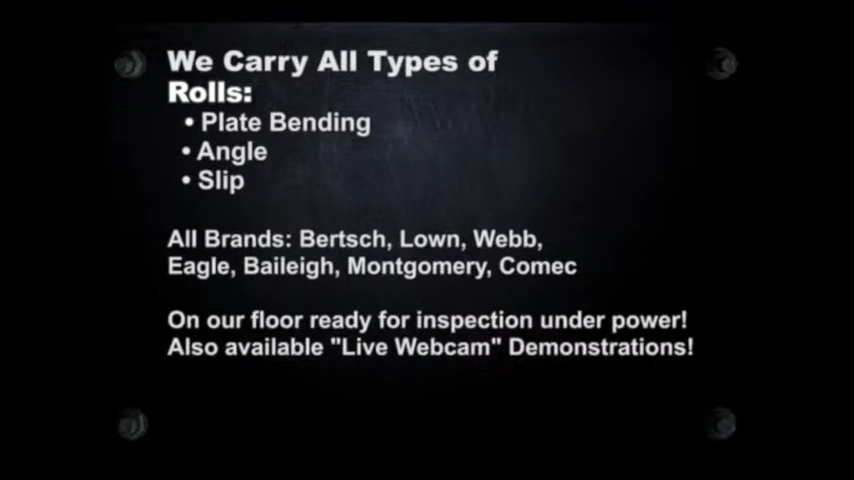 We Carry All Types of
Rolls:
• Plate Bending
• Angle
• Slip
All Brands: Bertsch, Lown, Webb,
Eagle, Baileigh, Montgomery, Comec
On our floor ready for inspection under power!
Also available "Live Webcam" Demonstrations!